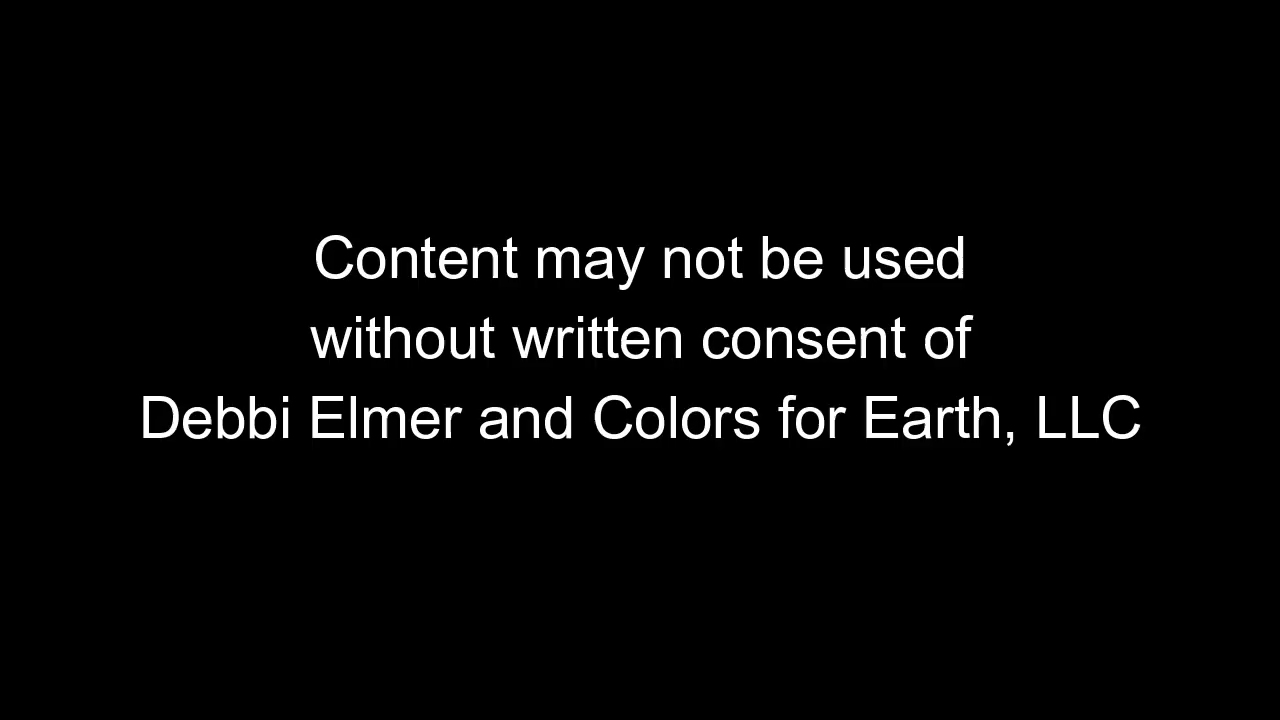 Content may not be used
without written consent of
Debbi Elmer and Colors for Earth, LLC